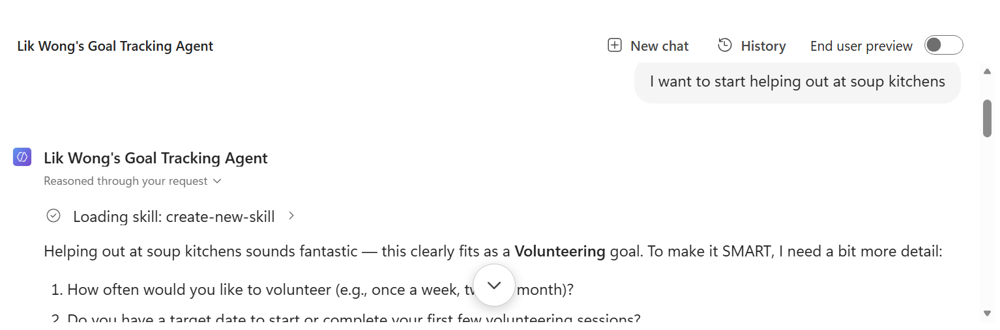 Lik Wong's Goal Tracking Agent
New chat
History
End user preview
I want to start helping out at soup kitchens
Lik Wong's Goal Tracking Agent
Reasoned through your request
Loading skill: create-new-skill
Helping out at soup kitchens sounds fantastic — this clearly fits as a Volunteering goal. To make it SMART, I need a bit more detail:
1. How often would you like to volunteer (e.g., once a week, month)?
2. Do you have a target date to start or complete your first few volunteering sessions?